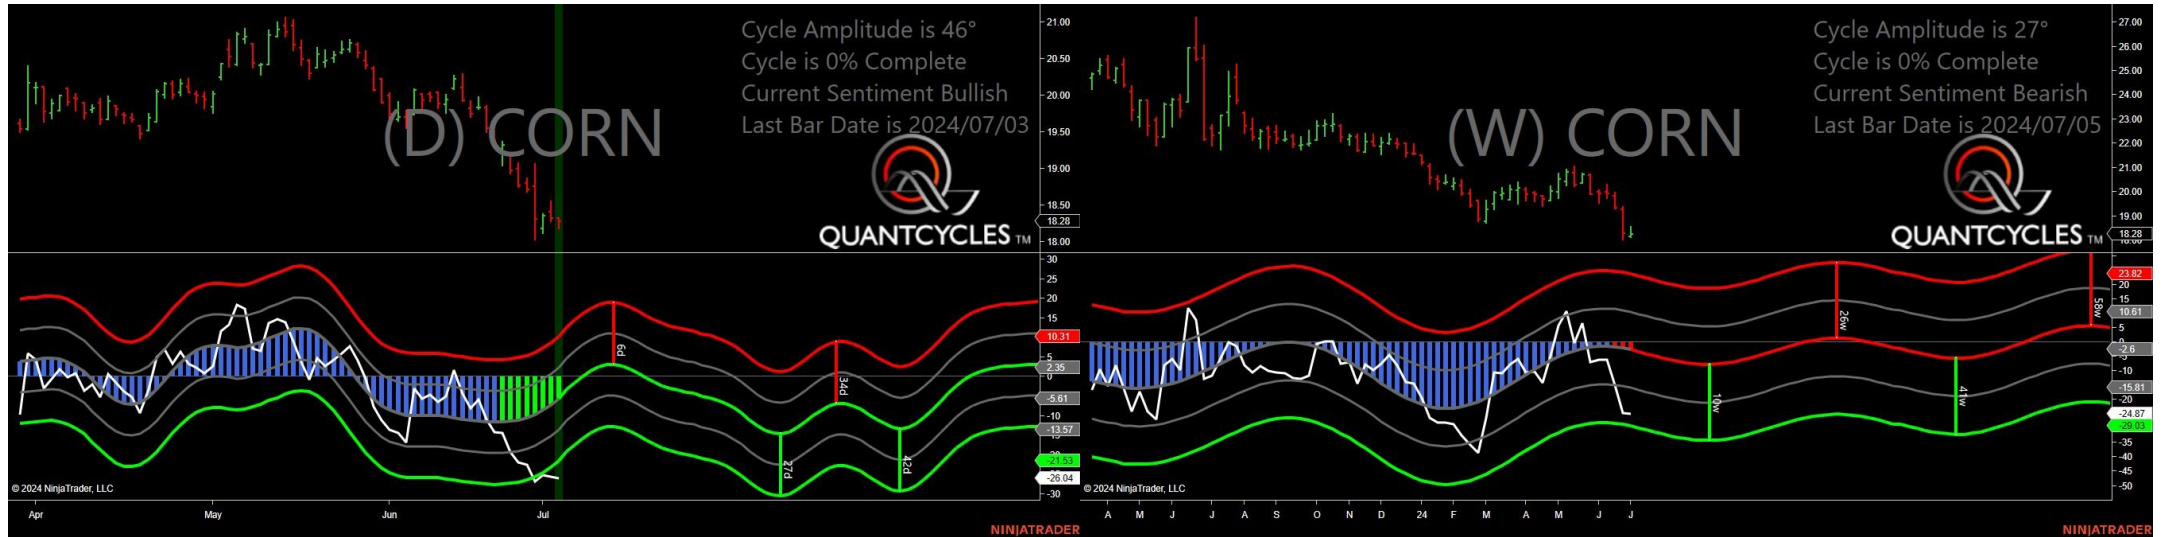 Cycle Amplitude is 46°
Cycle is 0% Complete
Current Sentiment Bullish
Last Bar Date is 2024/07/03
(D) CORN
QUANTCYCLES TM
21.00
20.50
20.00
19.50
19.00
18.50
18.28
18.00
30
25
20
15
10.31
5
2.35
0
-5.61
-10
-13.57
-21.53
-26.04
-30
6d
34d
27d
42d
© 2024 NinjaTrader, LLC
Apr May Jun Jul
NINJATRADER
Cycle Amplitude is 27°
Cycle is 0% Complete
Current Sentiment Bearish
Last Bar Date is 2024/07/05
(W) CORN
QUANTCYCLES TM
27.00
26.00
25.00
24.00
23.00
22.00
21.00
20.00
19.00
18.28
23.82
20
15
10.61
5
-2.6
-10
-15.81
-20
-24.87
-29.03
-35
-40
-45
-50
26w
58w
10w
41w
© 2024 NinjaTrader, LLC
A M J J A S O N D 24 F M A M J J
NINJATRADER